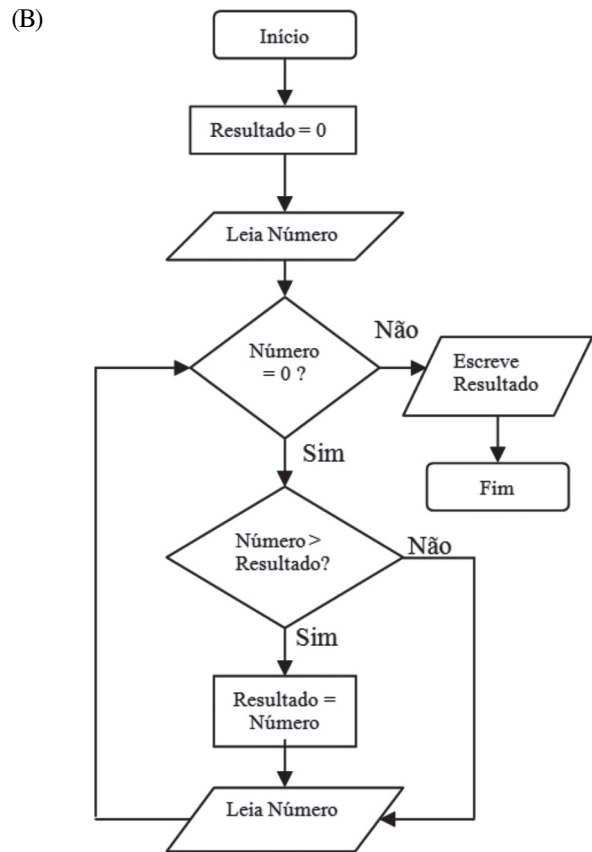 (B)
Início
Resultado = 0
Leia Número
Número
= 0 ?
Não
Escreve
Resultado
Sim
Fim
Número >
Resultado?
Não
Sim
Resultado =
Número
Leia Número